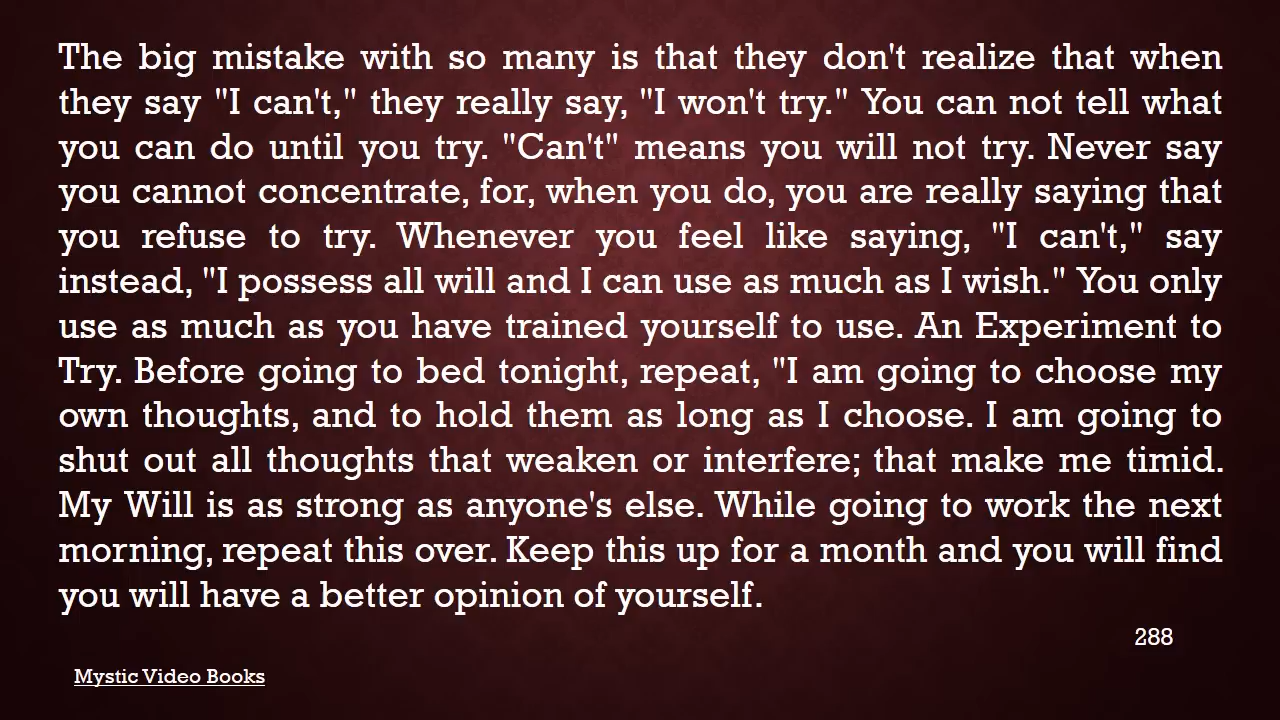 The big mistake with so many is that they don't realize that when
they say "I can't," they really say, "I won't try." You can not tell what
you can do until you try. "Can't" means you will not try. Never say
you cannot concentrate, for, when you do, you are really saying that
you refuse to try. Whenever you feel like saying, "I can't," say
instead, "I possess all will and I can use as much as I wish." You only
use as much as you have trained yourself to use. An Experiment to
Try. Before going to bed tonight, repeat, "I am going to choose my
own thoughts, and to hold them as long as I choose. I am going to
shut out all thoughts that weaken or interfere; that make me timid.
My Will is as strong as anyone's else. While going to work the next
morning, repeat this over. Keep this up for a month and you will find
you will have a better opinion of yourself.
288
Mystic Video Books